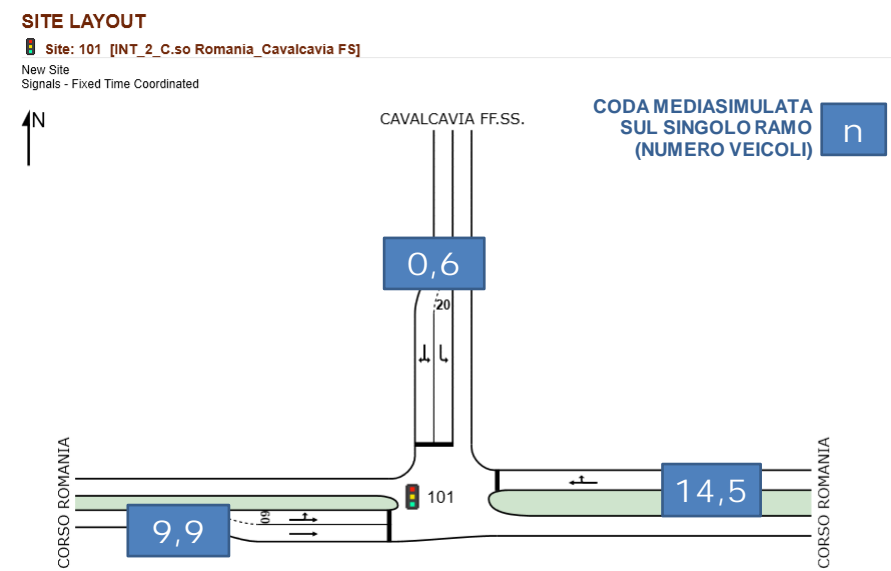 SITE LAYOUT
Site: 101 [INT_2_C.so Romania_Cavalcavia FS]
New Site
Signals - Fixed Time Coordinated
N
CAVALCAVIA FF.SS.
CODA MEDIASIMULATA
SUL SINGOLO RAMO
(NUMERO VEICOLI)
n
0,6
20
CORSO ROMANIA
9,9
60
101
14,5
CORSO ROMANIA